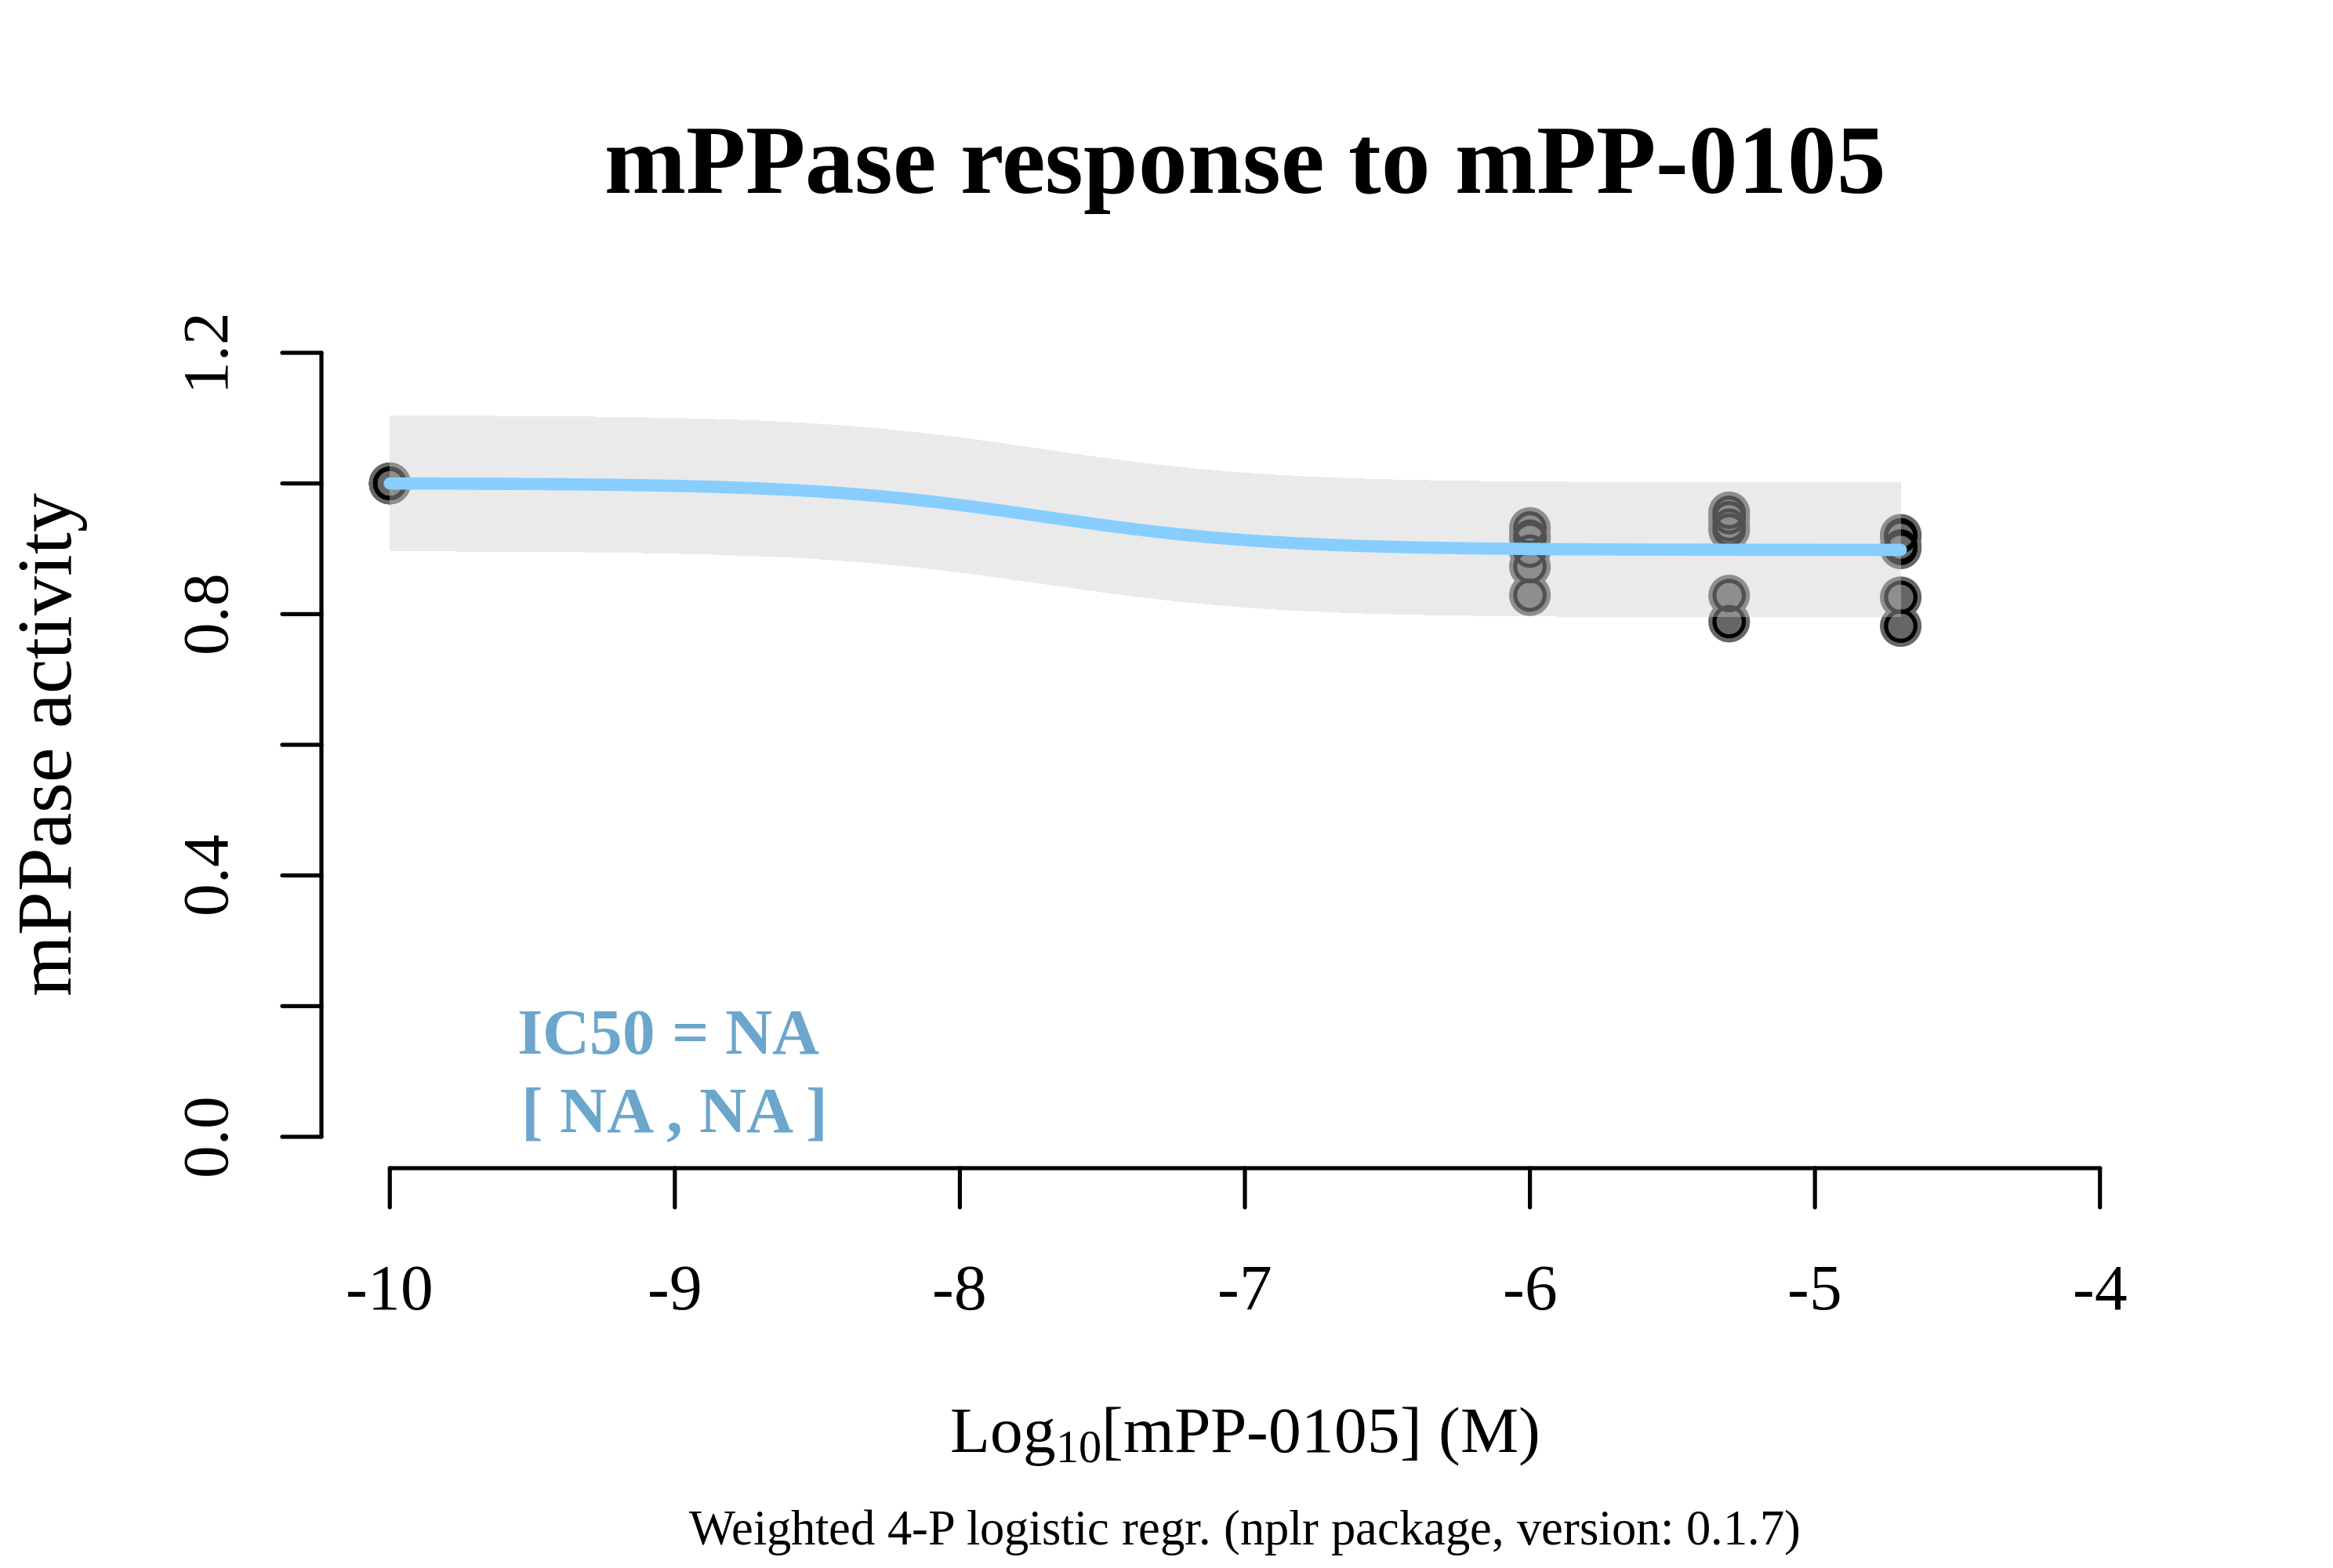 mPPase response to mPP-0105
mPPase activity
1.2
0.8
0.4
0.0
IC50 = NA
[ NA , NA ]
-10 -9 -8 -7 -6 -5 -4
Log10[mPP-0105] (M)
Weighted 4-P logistic regr. (nplr package, version: 0.1.7)